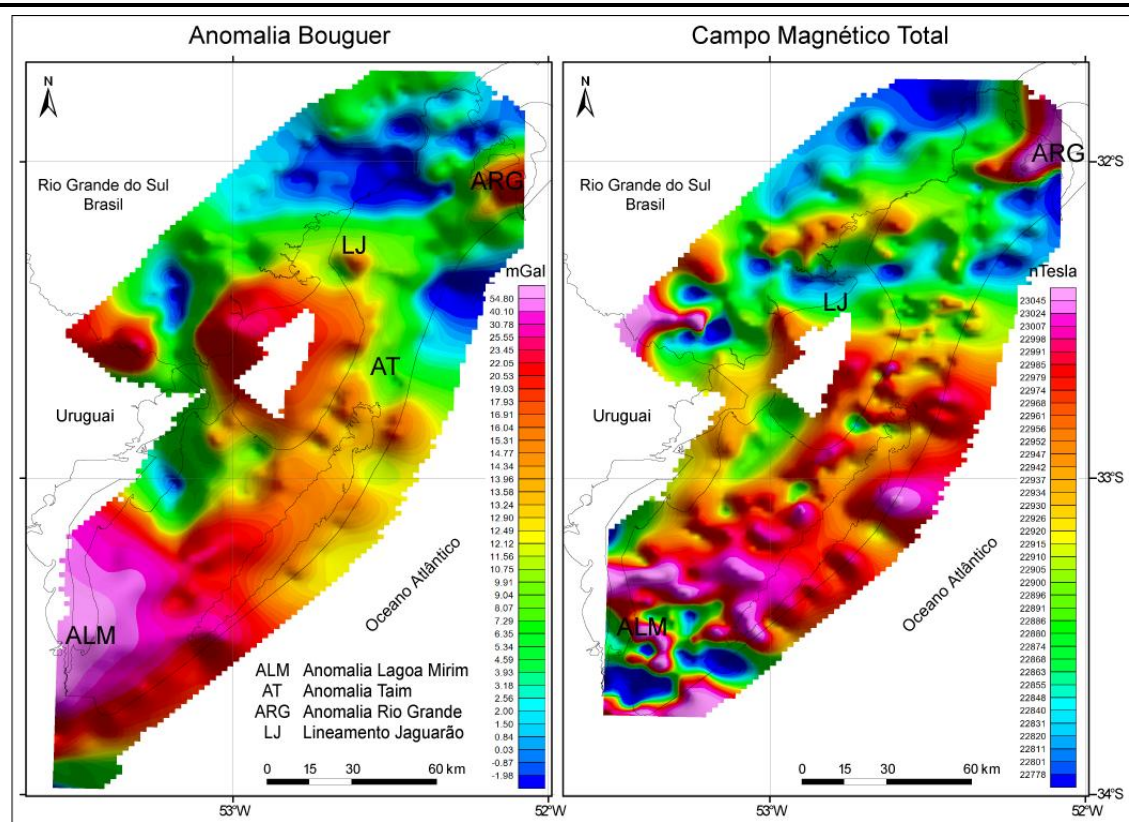 Anomalia Bouguer
Campo Magnético Total
N
Rio Grande do Sul
Brasil
ARG
32°S
LJ
mGal
54.80
40.10
30.78
25.55
23.45
22.05
20.53
19.03
17.93
16.91
16.04
15.31
14.77
14.34
13.96
13.58
13.24
12.90
12.49
12.12
11.56
10.75
9.91
9.04
8.07
7.29
6.35
5.34
4.59
3.93
3.18
2.56
2.00
1.50
0.84
0.03
-0.87
-1.98
AT
Uruguai
33°S
Oceano Atlântico
ALM
ALM Anomalia Lagoa Mirim
AT Anomalia Taim
ARG Anomalia Rio Grande
LJ Lineamento Jaguarão
0 15 30 60 km
53°W
52°W
N
Rio Grande do Sul
Brasil
ARG
32°S
nTesla
23045
23024
23007
22998
22991
22985
22979
22974
22968
22961
22956
22952
22947
22942
22937
22934
22930
22926
22920
22915
22910
22905
22900
22896
22891
22886
22880
22874
22868
22863
22855
22848
22840
22831
22820
22811
22801
22778
LJ
Uruguai
33°S
Oceano Atlântico
ALM
0 15 30 60 km
34°S
53°W
52°W